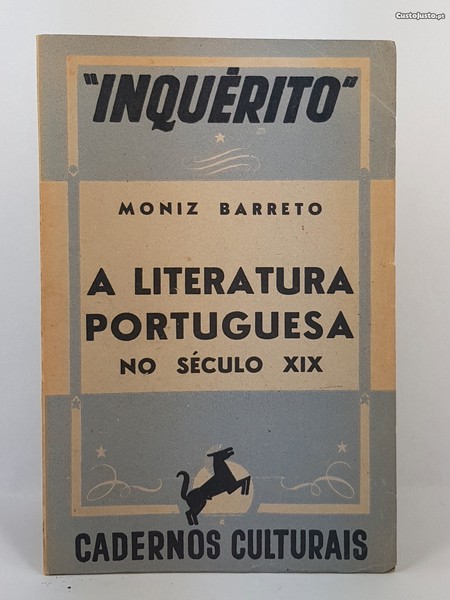 CustoJusto.pt
"INQUÉRITO"
MONIZ BARRETO
A LITERATURA
PORTUGUESA
NO SÉCULO XIX
CADERNOS CULTURAIS